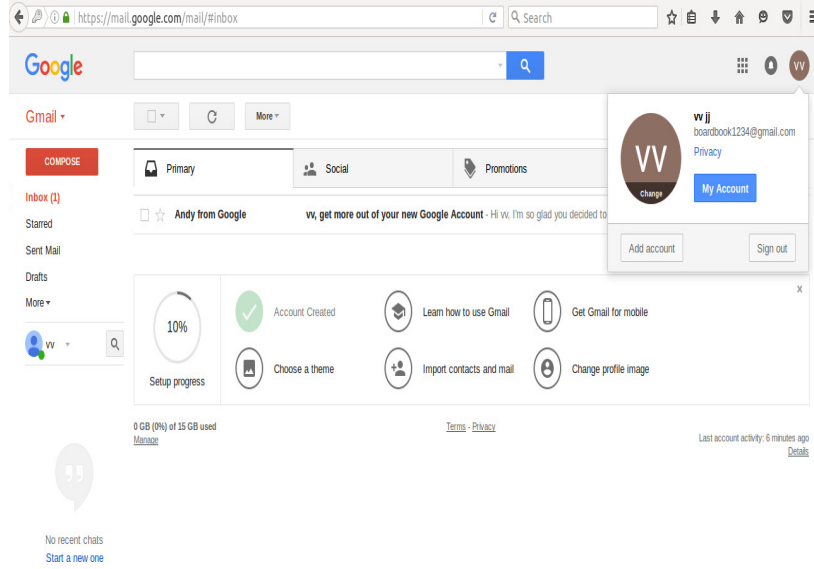 https://mail.google.com/mail/#inbox
Search
Google
VV
Gmail
More
vv jj
boardbook1234@gmail.com
Privacy
My Account
VV
Change
Add account
Sign out
COMPOSE
Primary
Social
Promotions
Inbox (1)
Starred
Sent Mail
Drafts
More
Andy from Google
vv, get more out of your new Google Account - Hi vv, I'm so glad you decided to
vv
10%
Setup progress
Account Created
Learn how to use Gmail
Get Gmail for mobile
x
Choose a theme
Import contacts and mail
Change profile image
0 GB (0%) of 15 GB used
Manage
Terms - Privacy
Last account activity: 6 minutes ago
Details
No recent chats
Start a new one